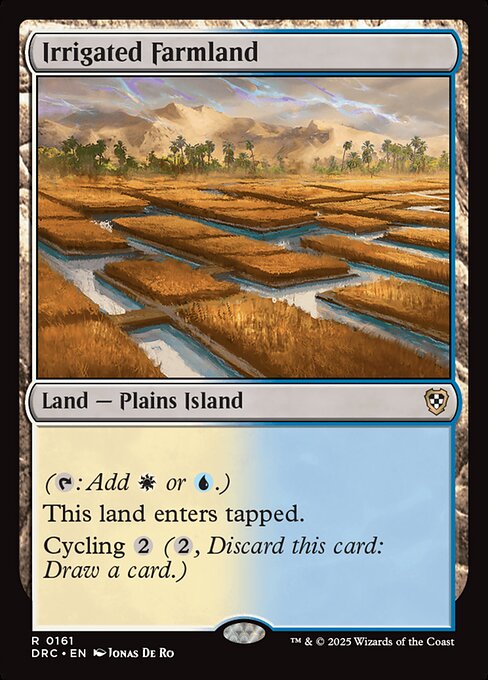 Irrigated Farmland
Land — Plains Island
(T: Add W or U.)
This land enters tapped.
Cycling 2 (2, Discard this card:
Draw a card.)
R 0161
DRC • EN Jonas De Ro
™ & © 2025 Wizards of the Coast